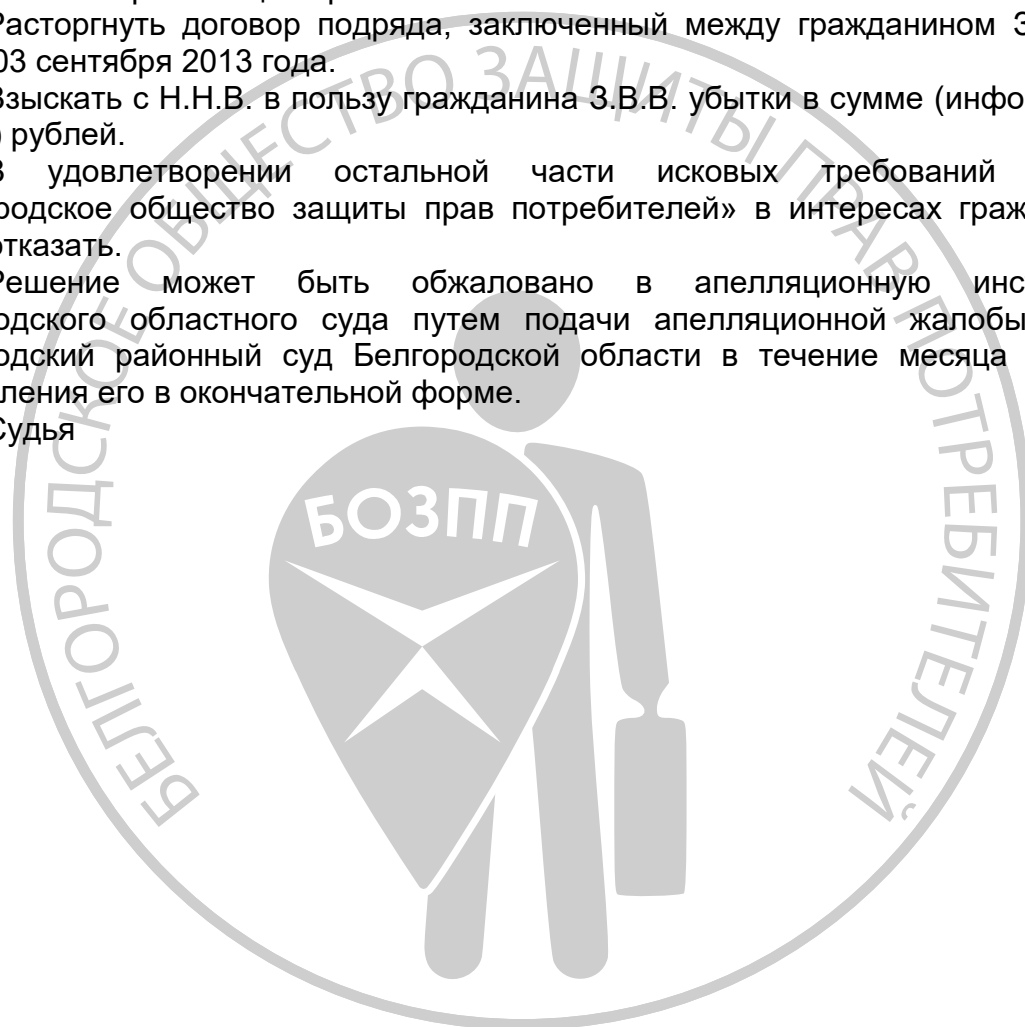 Расторгнуть договор подряда, заключенный между гражданином З
03 сентября 2013 года.
Взыскать с Н.Н.В. в пользу гражданина З.В.В. убытки в сумме (инфо
) рублей.
В удовлетворении остальной части исковых требований
родское общество защиты прав потребителей» в интересах граж
отказать.
Решение может быть обжаловано в апелляционную инс
одского областного суда путем подачи апелляционной жалобы
одский районный суд Белгородской области в течение месяца
ления его в окончательной форме.
Судья
БЕЛГОРОДСКОЕ ОБЩЕСТВО ЗАЩИТЫ ПРАВ ПОТРЕБИТЕЛЕЙ
БОЗПП